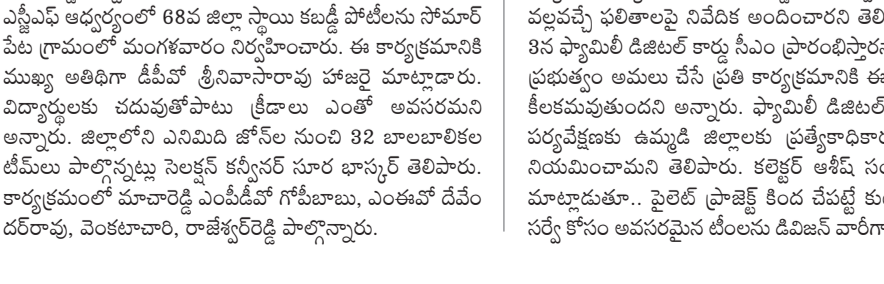 ఎస్జీఎఫ్ ఆధ్వర్యంలో 68వ జిల్లా స్థాయి కబడ్డీ పోటీలను సోమార్
పేట గ్రామంలో మంగళవారం నిర్వహించారు. ఈ కార్యక్రమానికి
ముఖ్య అతిథిగా డీపీవో శ్రీనివాసారావు హాజరై మాట్లాడారు.
విద్యార్థులకు చదువుతోపాటు క్రీడాలు ఎంతో అవసరమని
అన్నారు. జిల్లాలోని ఎనిమిది జోన్‌ల నుంచి 32 బాలబాలికల
టీమ్‌లు పాల్గొన్నట్లు సెలక్షన్ కన్వీనర్ సూర భాస్కర్ తెలిపారు.
కార్యక్రమంలో మాచారెడ్డి ఎంపీడీవో గోపీబాబు, ఎంఈవో దేవేం
దర్‌రావు, వెంకటాచారి, రాజేశ్వర్‌రెడ్డి పాల్గొన్నారు.
వల్లవచ్చే ఫలితాలపై నివేదిక అందించారని
3న ఫ్యామిలీ డిజిటల్ కార్డు సీఎం
ప్రభుత్వం అమలు చేసే ప్రతి కార్యక్రమానికి
కీలకమవుతుందని అన్నారు. ఫ్యామిలీ డిజిటల్
పర్యవేక్షణకు ఉమ్మడి జిల్లాలకు
నియమించామని తెలిపారు. కలెక్టర్ ఆశీష్
మాట్లాడుతూ.. పైలెట్ ప్రాజెక్ట్ కింద చేపట్టే
సర్వే కోసం అవసరమైన టీంలను డివిజన్ వారీగా